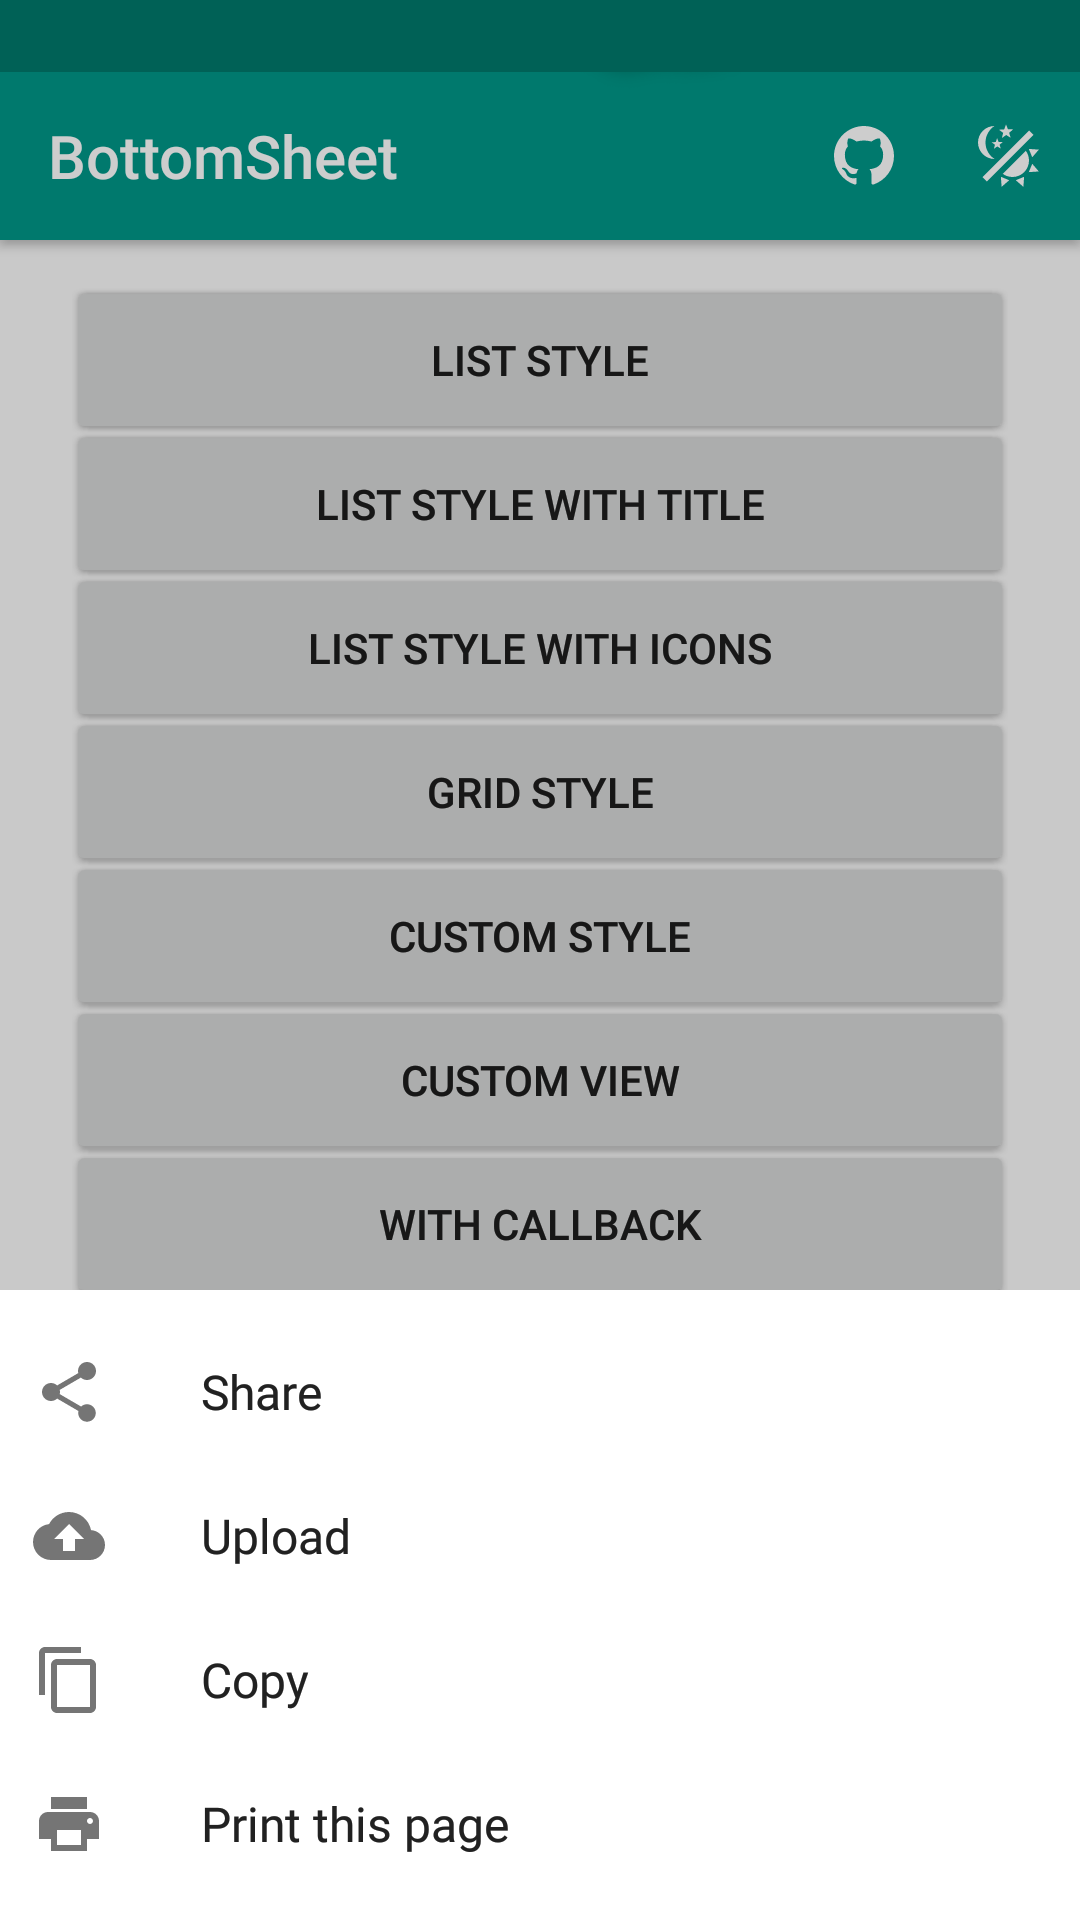 BottomSheet
LIST STYLE
LIST STYLE WITH TITLE
LIST STYLE WITH ICONS
GRID STYLE
CUSTOM STYLE
CUSTOM VIEW
WITH CALLBACK
Share
Upload
Copy
Print this page